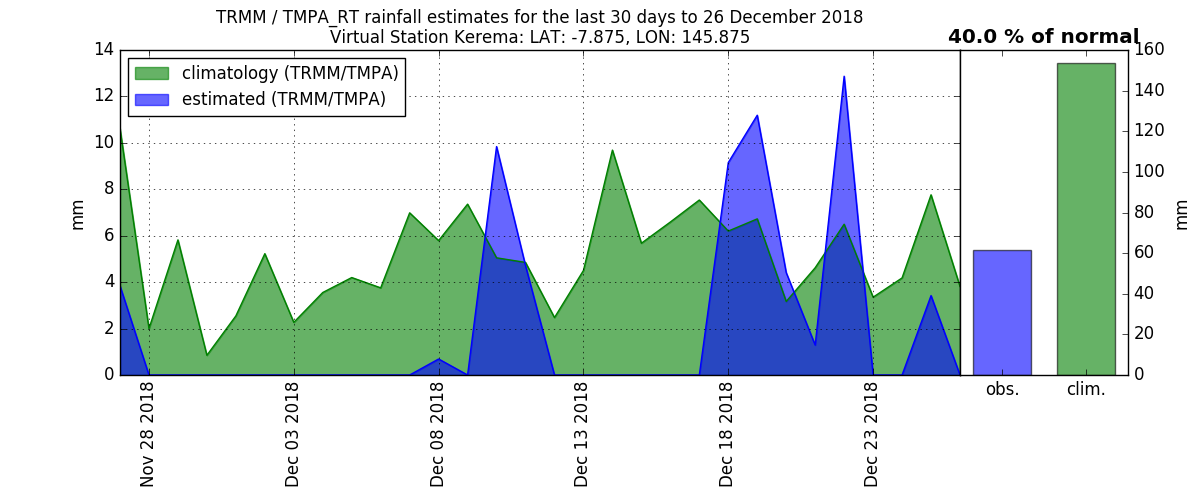 TRMM / TMPA_RT rainfall estimates for the last 30 days to 26 December 2018
Virtual Station Kerema: LAT: -7.875, LON: 145.875
40.0 % of normal
climatology (TRMM/TMPA)
estimated (TRMM/TMPA)
mm
14
12
10
8
6
4
2
0
Nov 28 2018
Dec 03 2018
Dec 08 2018
Dec 13 2018
Dec 18 2018
Dec 23 2018
160
140
120
100
80
60
40
20
0
mm
obs.
clim.